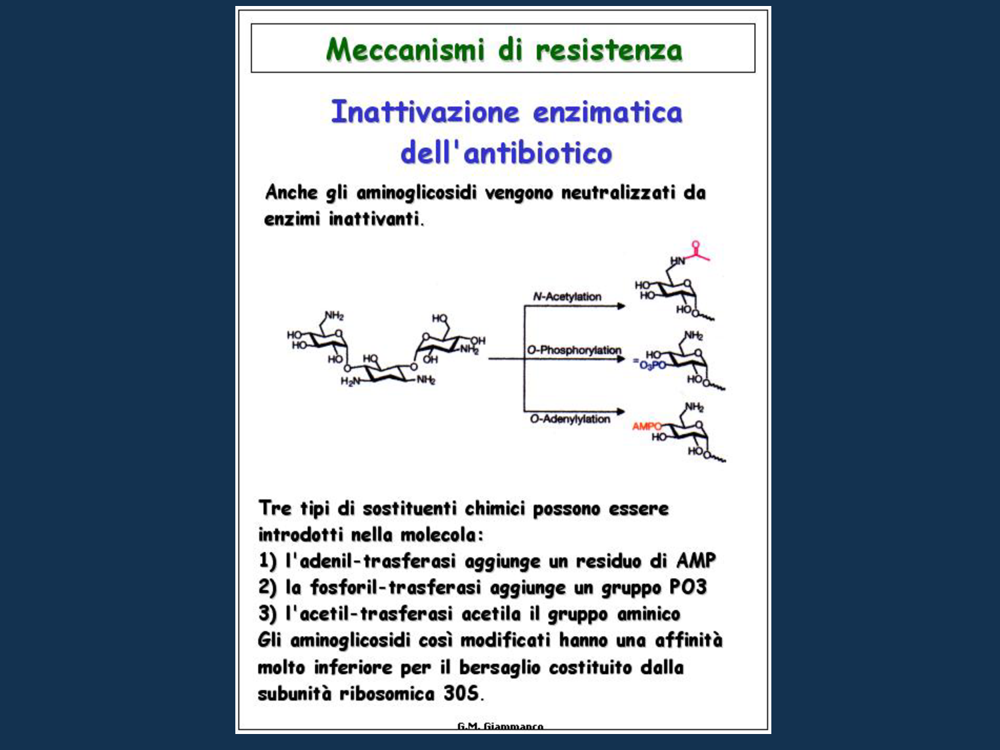 Meccanismi di resistenza
Inattivazione enzimatica
dell'antibiotico
Anche gli aminoglicosidi vengono neutralizzati da
enzimi inattivanti.
O
HN
HO
HO
HO
O
O
N-Acetylation
NH2
HO
HO
O
HO
O
HO
H2N
NH2
HO
O
OH
NH2
OH
O
O-Phosphorylation
NH2
HO
=O3PO
O
HO
O
O-Adenylylation
NH2
AMPO
HO
O
HO
O
Tre tipi di sostituenti chimici possono essere
introdotti nella molecola:
1) l'adenil-trasferasi aggiunge un residuo di AMP
2) la fosforil-trasferasi aggiunge un gruppo PO3
3) l'acetil-trasferasi acetila il gruppo aminico
Gli aminoglicosidi così modificati hanno una affinità
molto inferiore per il bersaglio costituito dalla
subunità ribosomica 30S.
G.M. Giammanco